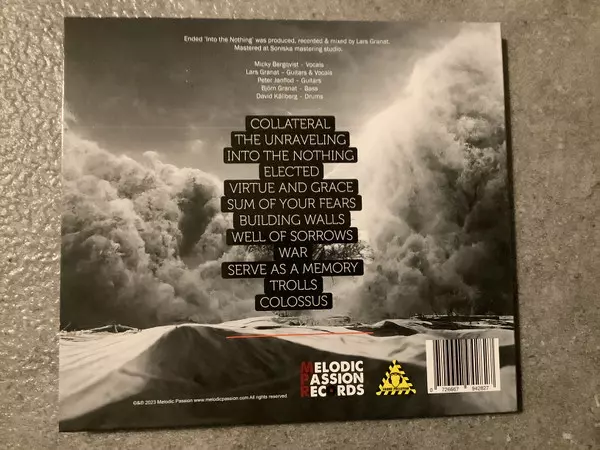 Ended 'Into the Nothing' was produced, recorded & mixed by Lars Granat.
Mastered at Soniska mastering studio.
Micky Bergqvist - Vocals
Lars Granat - Guitars & Vocals
Peter Janflod - Guitars
Björn Granat - Bass
David Källberg - Drums
COLLATERAL
THE UNRAVELING
INTO THE NOTHING
ELECTED
VIRTUE AND GRACE
SUM OF YOUR FEARS
BUILDING WALLS
WELL OF SORROWS
WAR
SERVE AS A MEMORY
TROLLS
COLOSSUS
MELODIC
PASSION
RECORDS
©&℗ 2023 Melodic Passion www.melodicpassion.com All rights reserved.